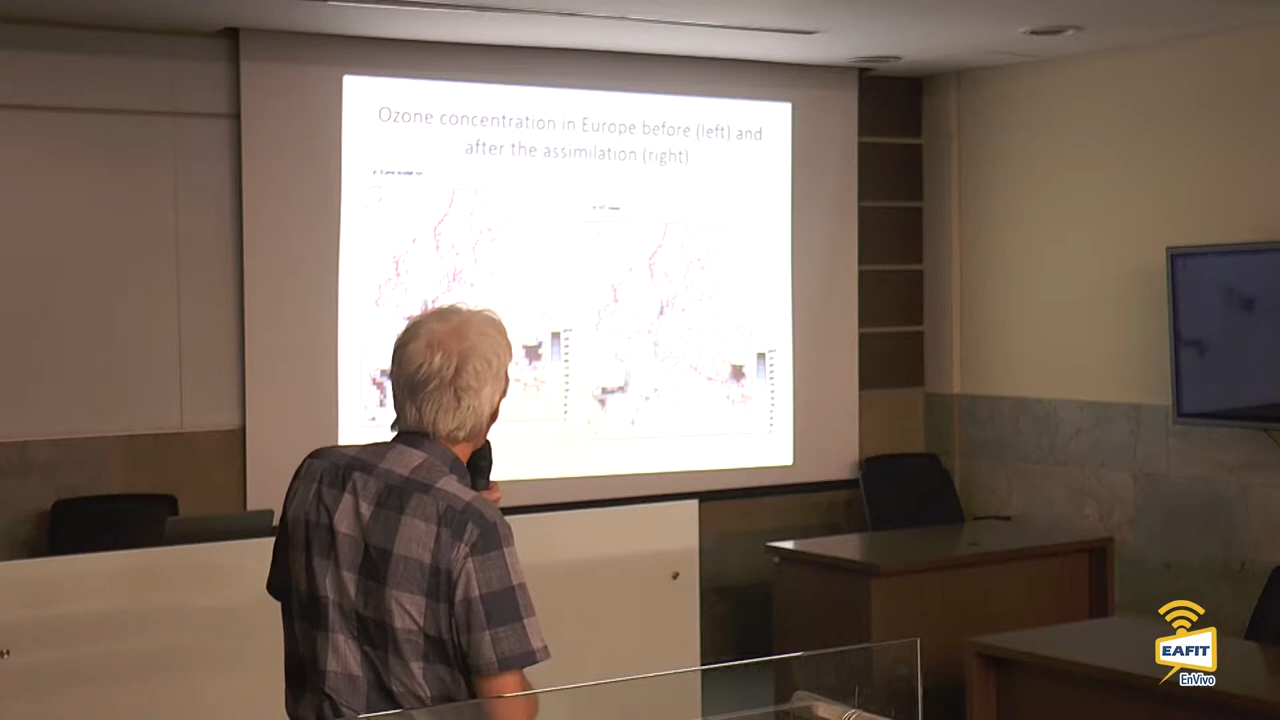 Ozone concentration in Europe before (left) and
after the assimilation (right)
EAFIT
EnVivo